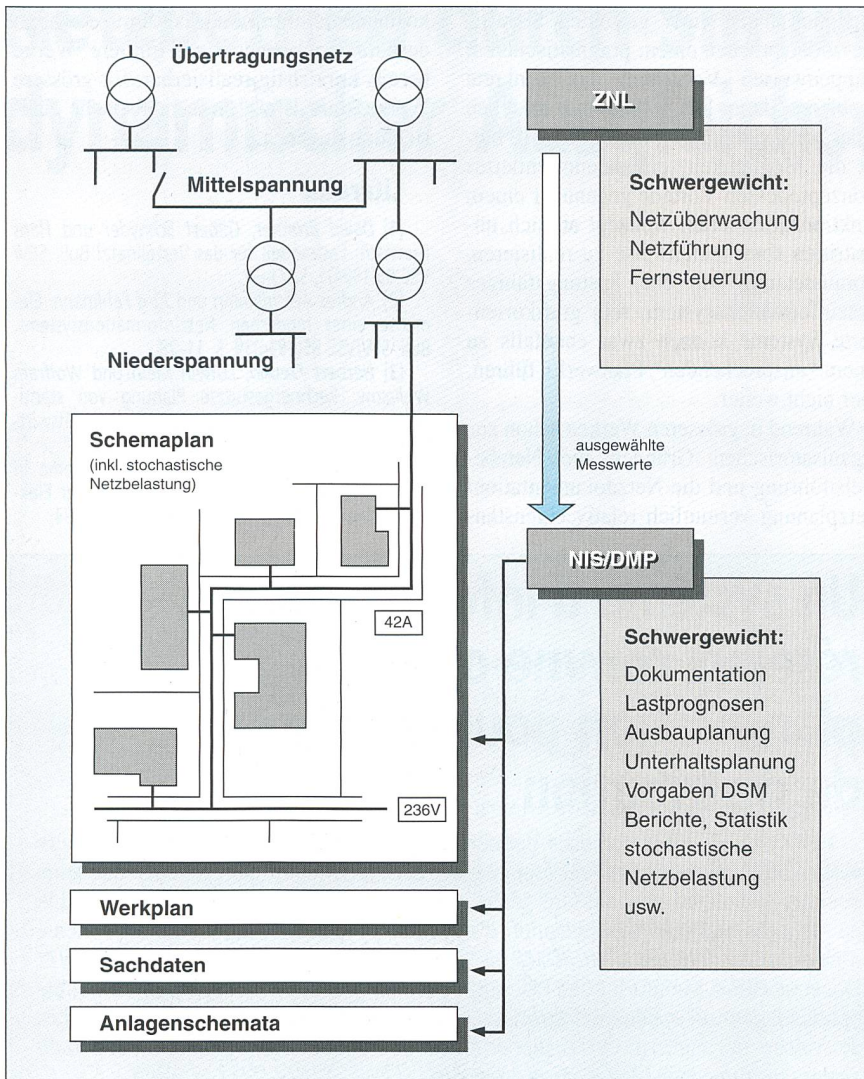 Übertragungsnetz
Mittelspannung
Niederspannung
Schemaplan
(inkl. stochastische
Netzbelastung)
42A
236V
Werkplan
Sachdaten
Anlagenschemata
ZNL
Schwergewicht:
Netzüberwachung
Netzführung
Fernsteuerung
ausgewählte
Messwerte
NIS/DMP
Schwergewicht:
Dokumentation
Lastprognosen
Ausbauplanung
Unterhaltsplanung
Vorgaben DSM
Berichte, Statistik
stochastische
Netzbelastung
usw.